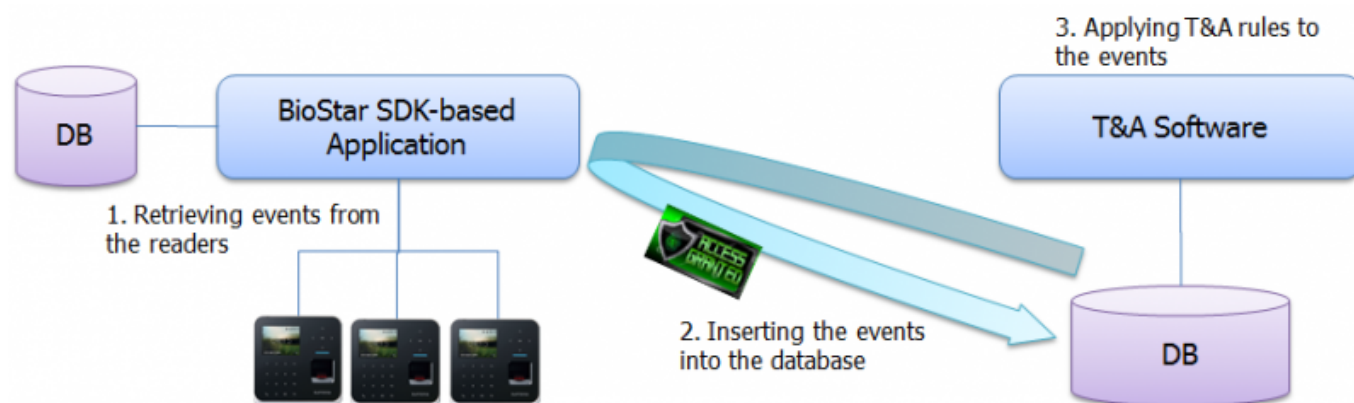 3. Applying T&A rules to
the events
DB
BioStar SDK-based
Application
T&A Software
1. Retrieving events from
the readers
ACCESS
GRANTED
2. Inserting the events
into the database
DB